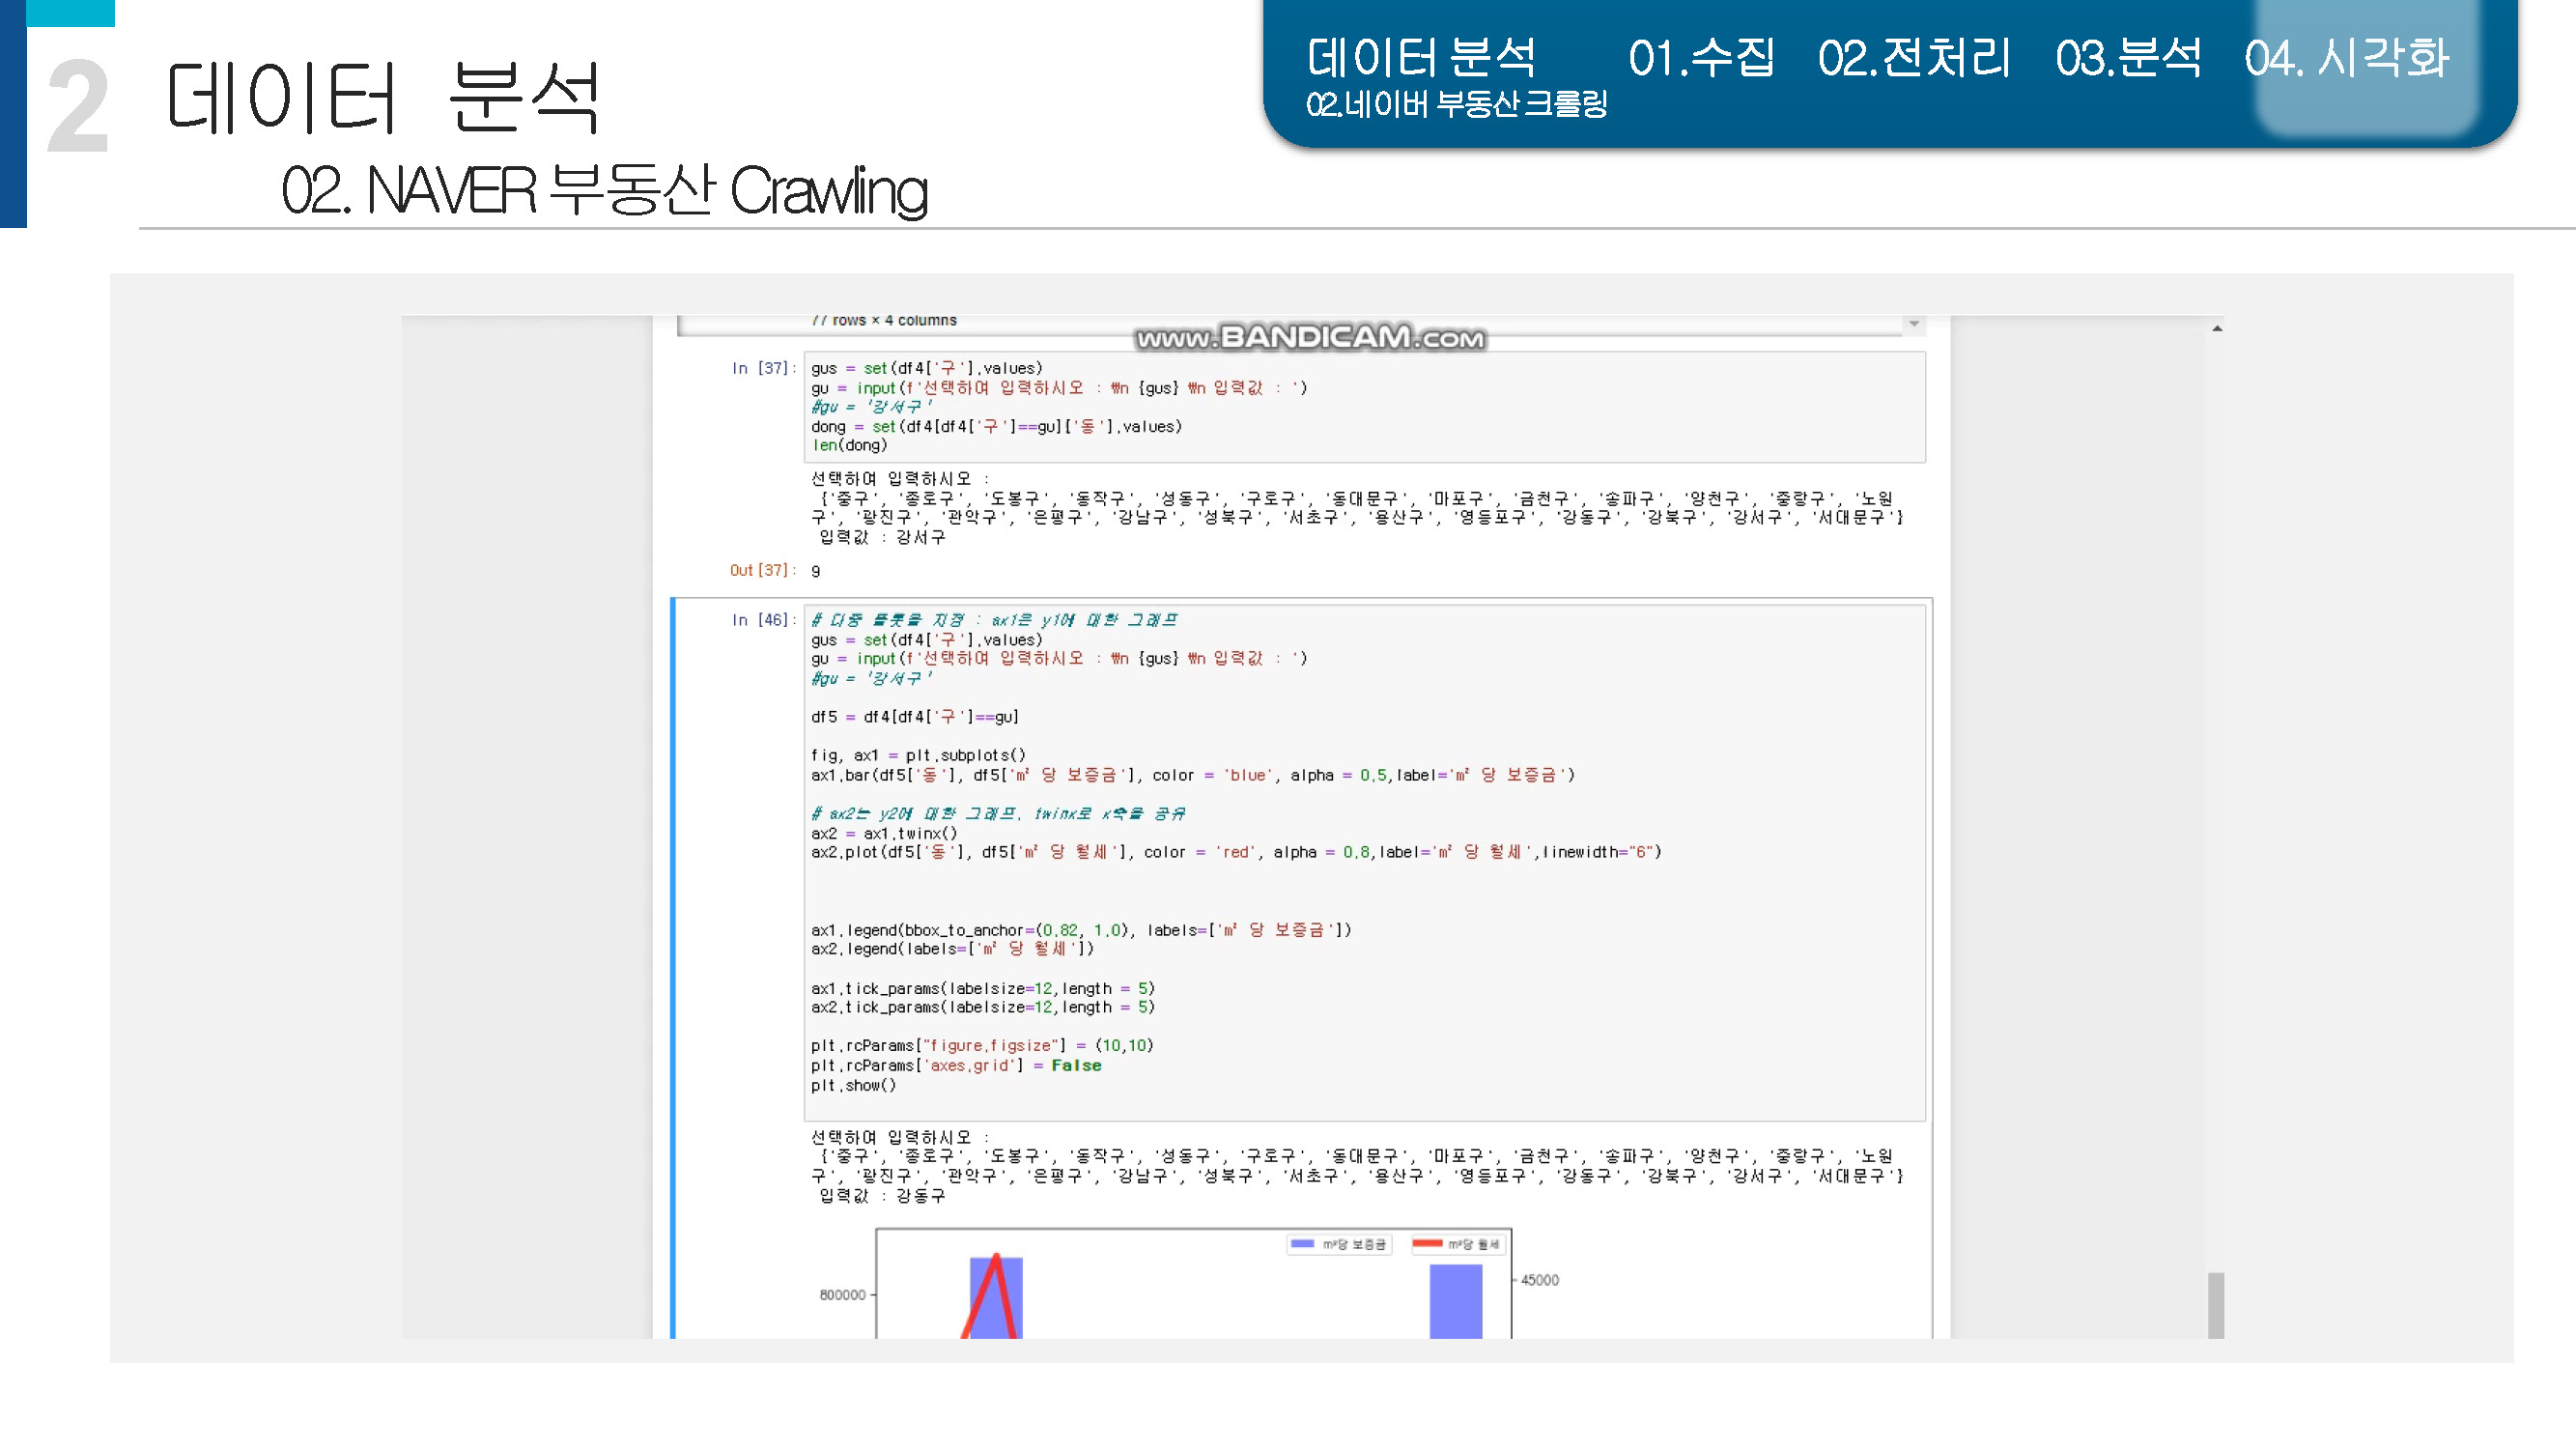 2
데이터 분석
02. NAVER 부동산 Crawling
데이터 분석 01.수집 02.전처리 03.분석 04. 시각화
02.네이버 부동산 크롤링
77 rows × 4 columns
www.BANDICAM.com
In [37]: gus = set(df4['구'].values)
gu = input(f'선택하여 입력하시오 : ₩n {gus} ₩n 입력값 : ')
#gu = '강서구'
dong = set(df4[df4['구']==gu]['동'].values)
len(dong)
선택하여 입력하시오 :
{'중구', '종로구', '도봉구', '동작구', '성동구', '구로구', '동대문구', '마포구', '금천구', '송파구', '양천구', '중랑구', '노원
구', '광진구', '관악구', '은평구', '강남구', '성북구', '서초구', '용산구', '영등포구', '강동구', '강북구', '강서구', '서대문구'}
입력값 : 강서구
Out [37]: 9
In [46]: # 다중 플롯을 지정 : ax1은 y1에 대한 그래프
gus = set(df4['구'].values)
gu = input(f'선택하여 입력하시오 : ₩n {gus} ₩n 입력값 : ')
#gu = '강서구'
df5 = df4[df4['구']==gu]
fig, ax1 = plt.subplots()
ax1.bar(df5['동'], df5['㎡ 당 보증금'], color = 'blue', alpha = 0.5,label='㎡ 당 보증금')
# ax2는 y2에 대한 그래프, twinx로 x축을 공유
ax2 = ax1.twinx()
ax2.plot(df5['동'], df5['㎡ 당 월세'], color = 'red', alpha = 0.8,label='㎡ 당 월세',linewidth="6")
ax1.legend(bbox_to_anchor=(0.82, 1.0), labels=['㎡ 당 보증금'])
ax2.legend(labels=['㎡ 당 월세'])
ax1.tick_params(labelsize=12,length = 5)
ax2.tick_params(labelsize=12,length = 5)
plt.rcParams["figure.figsize"] = (10,10)
plt.rcParams['axes.grid'] = False
plt.show()
선택하여 입력하시오 :
{'중구', '종로구', '도봉구', '동작구', '성동구', '구로구', '동대문구', '마포구', '금천구', '송파구', '양천구', '중랑구', '노원
구', '광진구', '관악구', '은평구', '강남구', '성북구', '서초구', '용산구', '영등포구', '강동구', '강북구', '강서구', '서대문구'}
입력값 : 강동구
㎡당 보증금 ㎡당 월세
800000 45000